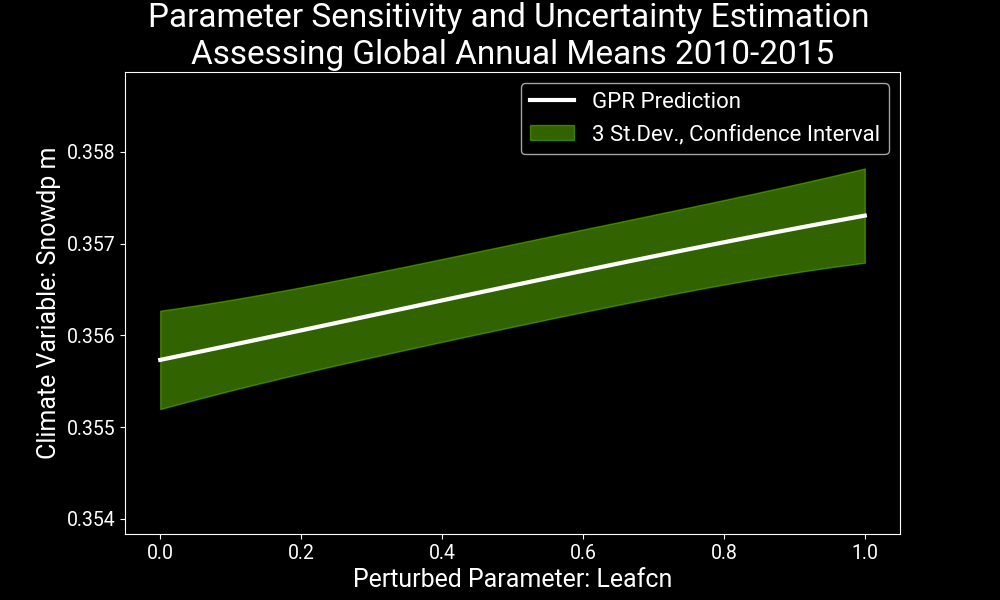 Parameter Sensitivity and Uncertainty Estimation
Assessing Global Annual Means 2010-2015
GPR Prediction
3 St.Dev., Confidence Interval
Climate Variable: Snowdp m
0.358
0.357
0.356
0.355
0.354
0.0 0.2 0.4 0.6 0.8 1.0
Perturbed Parameter: Leafcn